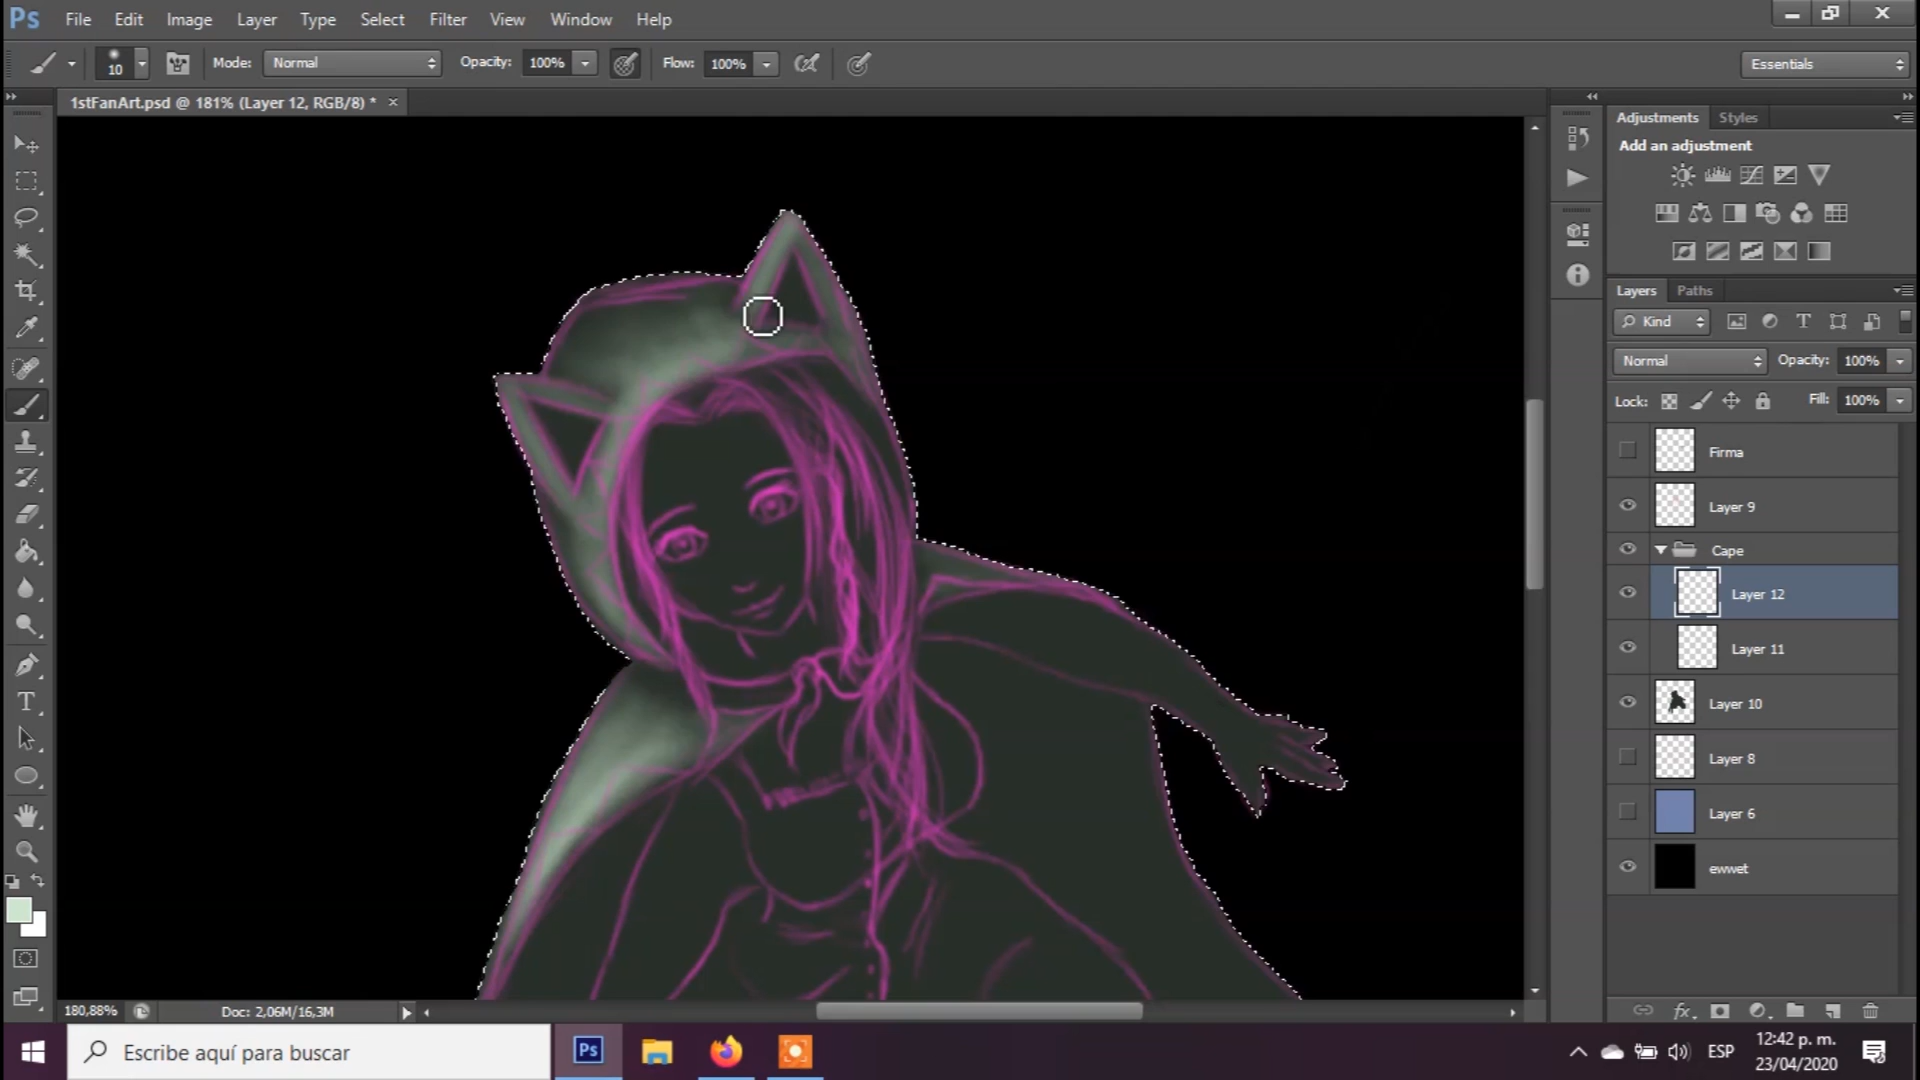 Ps File Edit Image Layer Type Select Filter View Window Help
10 Mode: Normal Opacity: 100% Flow: 100% Essentials
1stFanArt.psd @ 181% (Layer 12, RGB/8) * ×
Adjustments Styles
Add an adjustment
Layers Paths
Kind
Normal Opacity: 100%
Lock: Fill: 100%
Firma
Layer 9
Cape
Layer 12
Layer 11
Layer 10
Layer 8
Layer 6
ewwet
180,88% Doc: 2,06M/16,3M
Escribe aquí para buscar
Ps
ESP
12:42 p. m.
23/04/2020